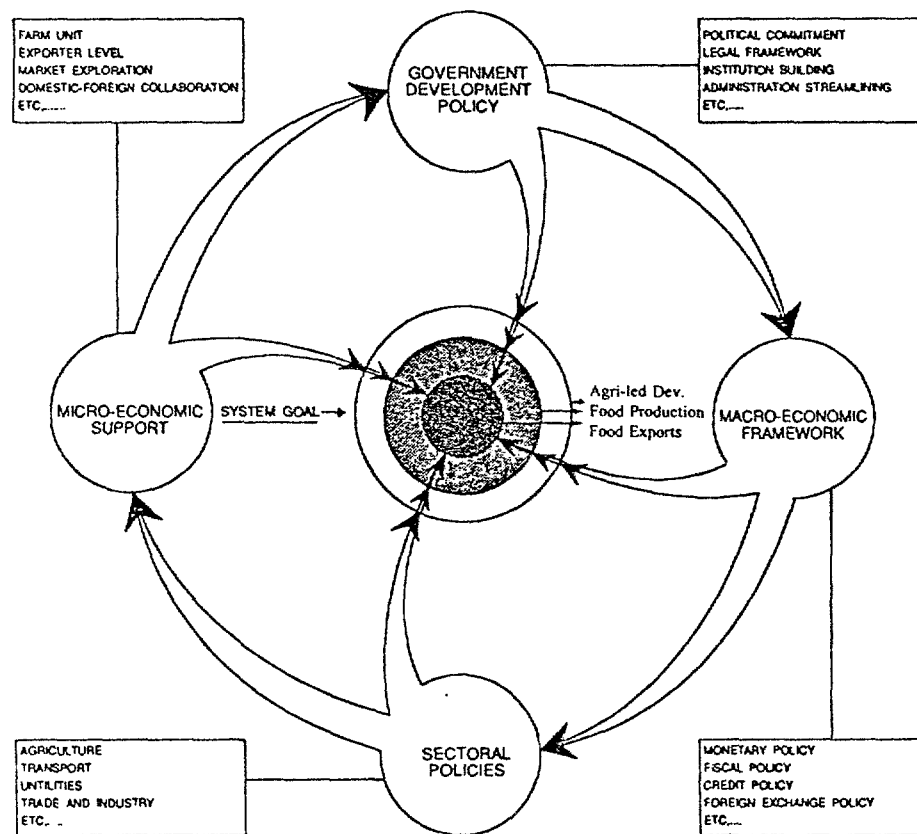 FARM UNIT
EXPORTER LEVEL
MARKET EXPLORATION
DOMESTIC-FOREIGN COLLABORATION
ETC,.....
GOVERNMENT
DEVELOPMENT
POLICY
POLITICAL COMMITMENT
LEGAL FRAMEWORK
INSTITUTION BUILDING
ADMINISTRATION STREAMLINING
ETC,....
MICRO-ECONOMIC
SUPPORT
SYSTEM GOAL
Agri-led Dev.
Food Production
Food Exports
MACRO-ECONOMIC
FRAMEWORK
AGRICULTURE
TRANSPORT
UNTILITIES
TRADE AND INDUSTRY
ETC,....
SECTORAL
POLICIES
MONETARY POLICY
FISCAL POLICY
CREDIT POLICY
FOREIGN EXCHANGE POLICY
ETC,....